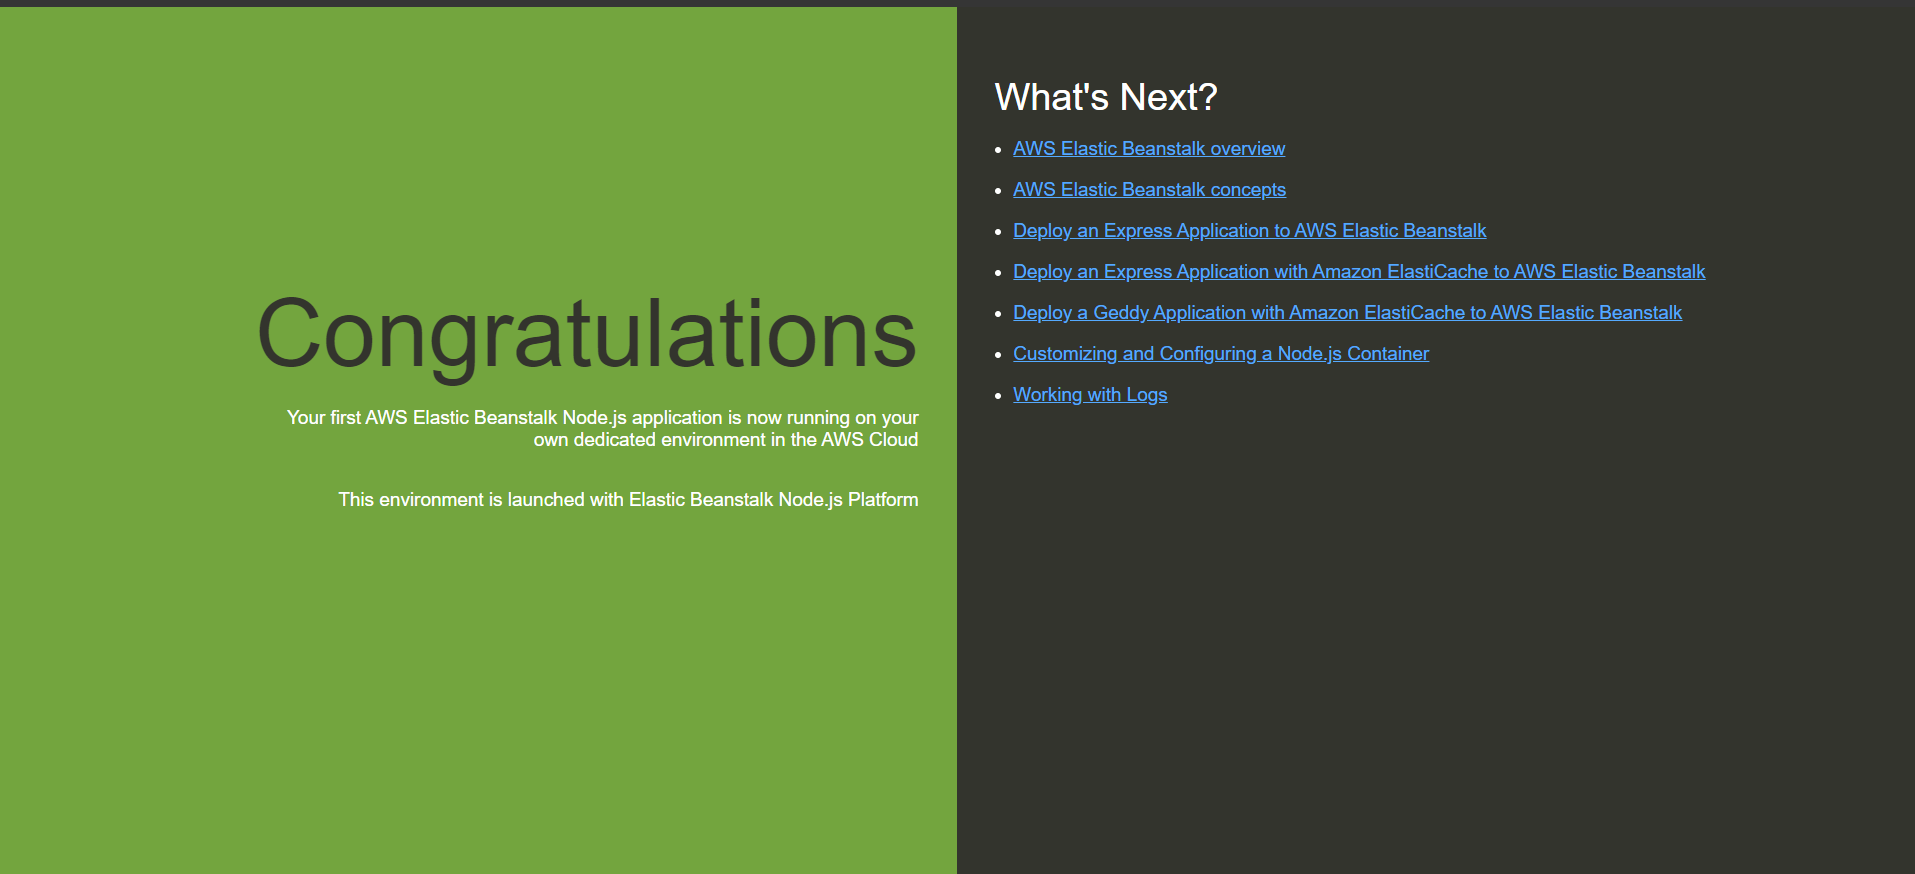 Congratulations
Your first AWS Elastic Beanstalk Node.js application is now running on your
own dedicated environment in the AWS Cloud
This environment is launched with Elastic Beanstalk Node.js Platform
What's Next?
AWS Elastic Beanstalk overview
AWS Elastic Beanstalk concepts
Deploy an Express Application to AWS Elastic Beanstalk
Deploy an Express Application with Amazon ElastiCache to AWS Elastic Beanstalk
Deploy a Geddy Application with Amazon ElastiCache to AWS Elastic Beanstalk
Customizing and Configuring a Node.js Container
Working with Logs